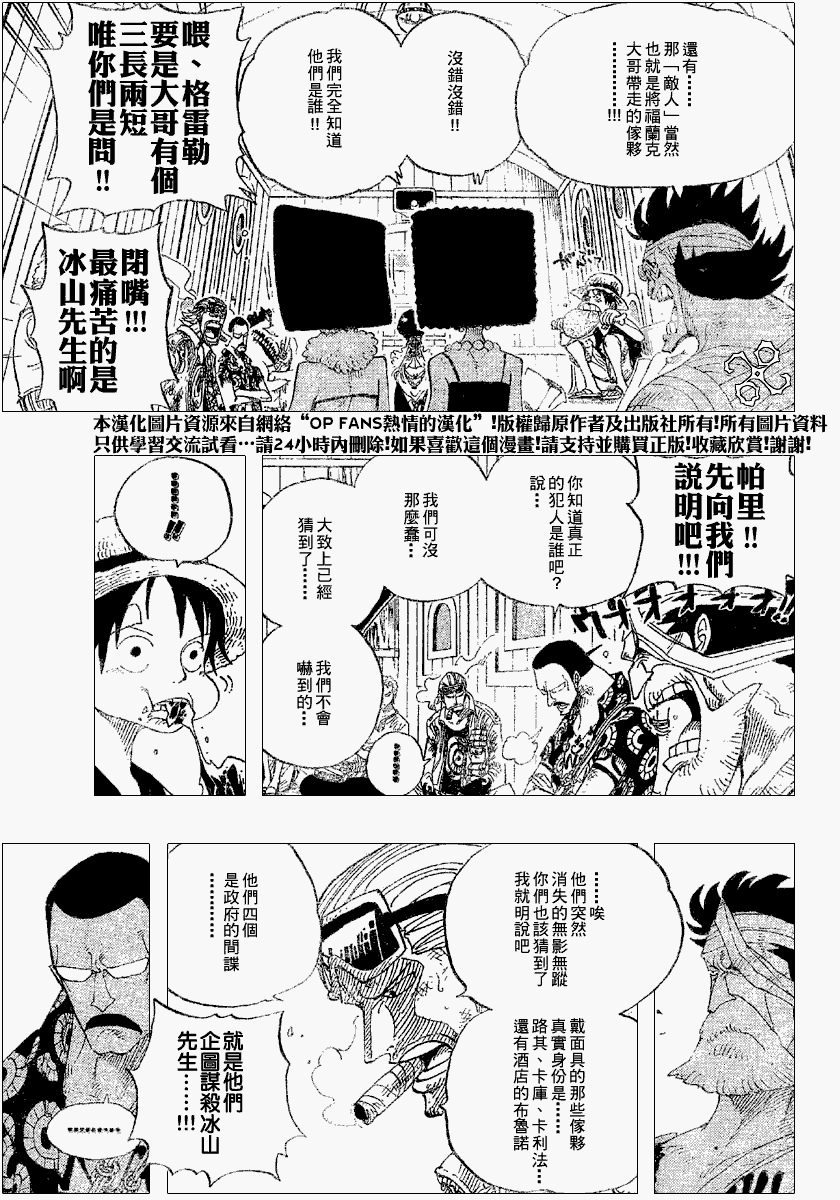 還有……
那「敵人」當然
也就是將福蘭克
大哥帶走的傢夥
…………!!!
沒錯沒錯!!
我們完全知道
他們是誰!!
喂、格雷勒
要是大哥有個
三長兩短
唯你們是問!!
閉嘴!!!
最痛苦的是
冰山先生啊
本漢化圖片資源來自網絡“OP FANS熱情的漢化”!版權歸原作者及出版社所有!所有圖片資料
只供學習交流試看…請24小時內刪除!如果喜歡這個漫畫!請支持並購買正版!收藏欣賞!謝謝!
帕里!!
先向我們
說明吧!!!
你知道真正
的犯人是誰吧?
說…
我們可沒
那麼蠢…
大致上已經
猜到了……
我們不會
嚇到的…
………
………!!
……唉
他們突然
消失的無影無蹤
你們也該猜到了
我就明說吧
戴面具的那些傢夥
真實身份是……
路其、卡庫、卡利法…
還有酒店的布魯諾
他們四個
是政府的間諜
…………
就是他們
企圖謀殺冰山
先生……!!!
…………